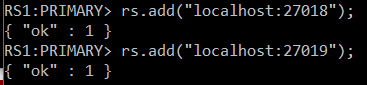 RS1:PRIMARY> rs.add("localhost:27018");
{ "ok" : 1 }
RS1:PRIMARY> rs.add("localhost:27019");
{ "ok" : 1 }